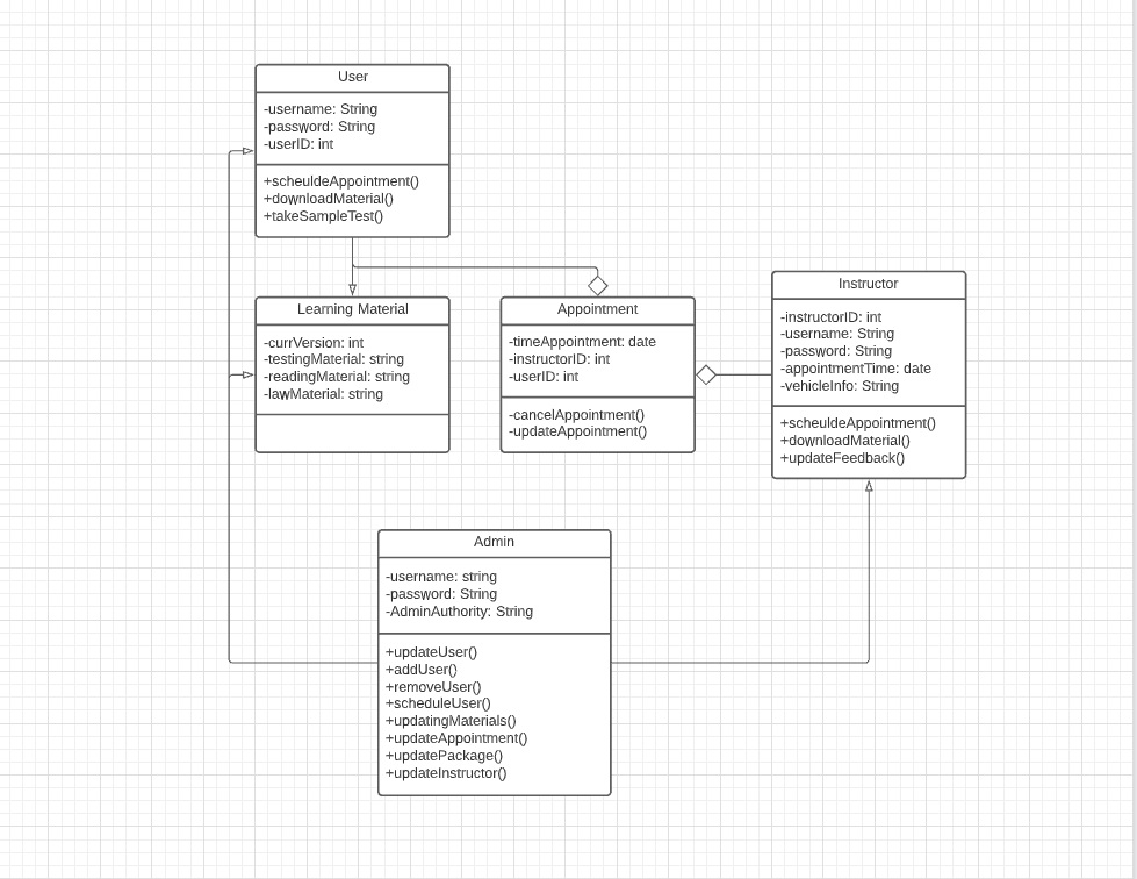 User
-username: String
-password: String
-userID: int
+scheuldeAppointment()
+downloadMaterial()
+takeSampleTest()
Learning Material
-currVersion: int
-testingMaterial: string
-readingMaterial: string
-lawMaterial: string
Appointment
-timeAppointment: date
-instructorID: int
-userID: int
-cancelAppointment()
-updateAppointment()
Instructor
-instructorID: int
-username: String
-password: String
-appointmentTime: date
-vehicleInfo: String
+scheuldeAppointment()
+downloadMaterial()
+updateFeedback()
Admin
-username: string
-password: String
-AdminAuthority: String
+updateUser()
+addUser()
+removeUser()
+scheduleUser()
+updatingMaterials()
+updateAppointment()
+updatePackage()
+updateInstructor()